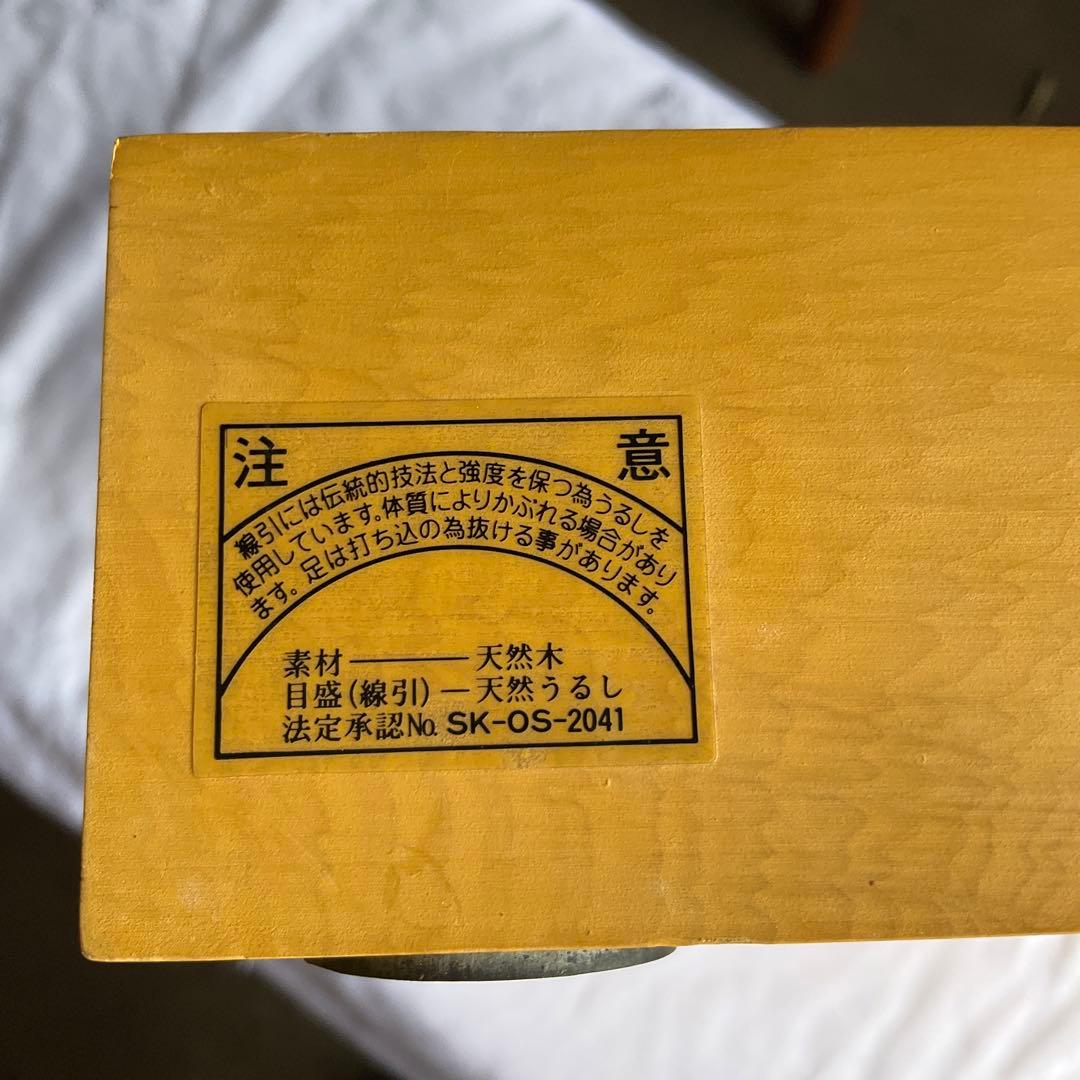 注意
線引には伝統的技法と強度を保つ為うるしを
使用しています。体質によりかぶれる場合があり
ます。足は打ち込の為抜ける事があります。
素材―――天然木
目盛(線引)―天然うるし
法定承認No. SK-OS-2041